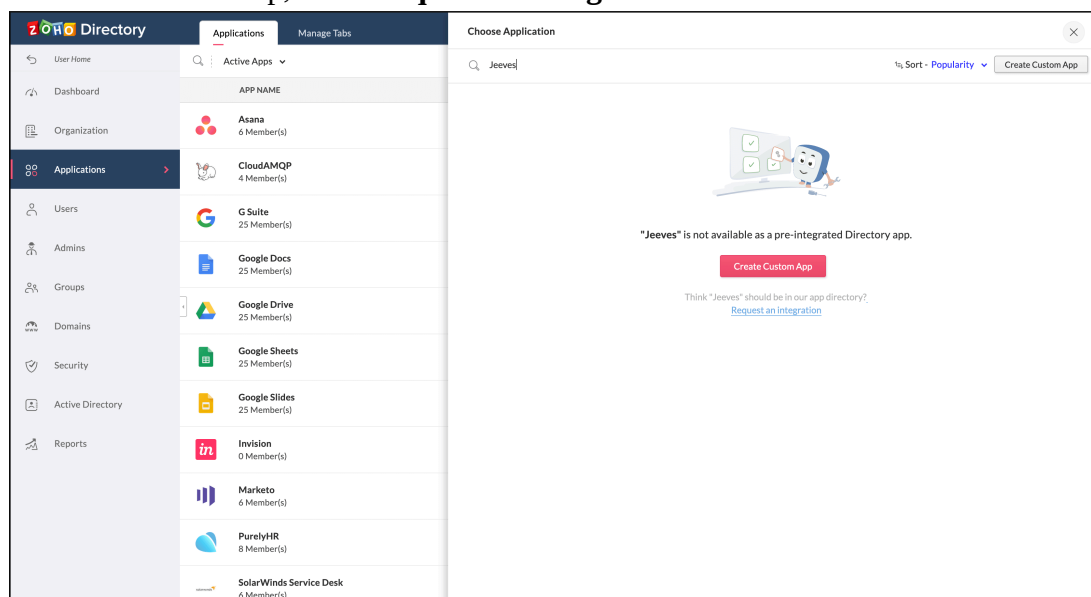 ZOHO Directory
Applications
Manage Tabs
Choose Application
User Home
Active Apps
Jeeves
Sort - Popularity
Create Custom App
Dashboard
APP NAME
Organization
Asana
6 Member(s)
Applications
CloudAMQP
4 Member(s)
Users
G Suite
25 Member(s)
"Jeeves" is not available as a pre-integrated Directory app.
Admins
Google Docs
25 Member(s)
Create Custom App
Groups
Think "Jeeves" should be in our app directory?
Request an integration
Google Drive
25 Member(s)
Domains
Security
Google Sheets
25 Member(s)
Active Directory
Google Slides
25 Member(s)
Reports
in
Invision
0 Member(s)
Marketo
6 Member(s)
PurelyHR
8 Member(s)
SolarWinds Service Desk
6 Member(s)